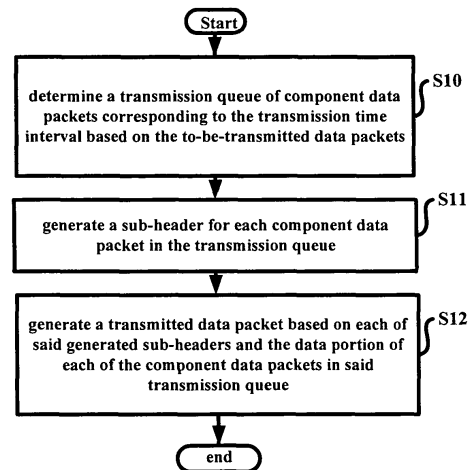 Start
S10
determine a transmission queue of component data
packets corresponding to the transmission time
interval based on the to-be-transmitted data packets
S11
generate a sub-header for each component data
packet in the transmission queue
S12
generate a transmitted data packet based on each of
said generated sub-headers and the data portion of
each of the component data packets in said
transmission queue
end